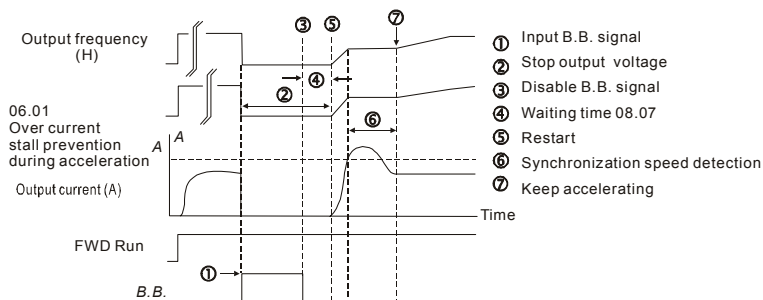 Output frequency
(H)
06.01
Over current
stall prevention
during acceleration
A
A
Output current (A)
FWD Run
B.B.
①
②
③
④
⑤
⑥
⑦
Time
① Input B.B. signal
② Stop output voltage
③ Disable B.B. signal
④ Waiting time 08.07
⑤ Restart
⑥ Synchronization speed detection
⑦ Keep accelerating